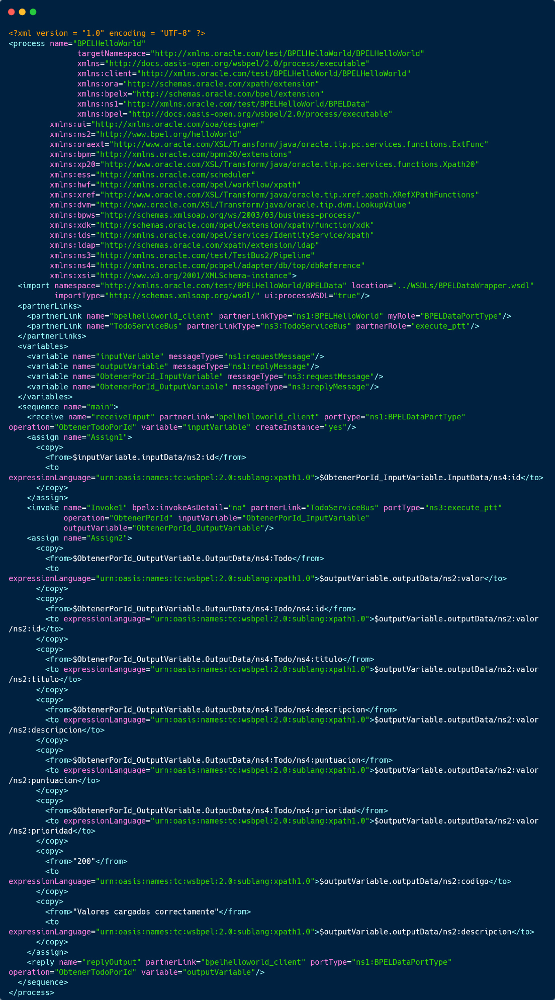 <?xml version = "1.0" encoding = "UTF-8" ?>
<process name="BPELHelloWorld"
               targetNamespace="http://xmlns.oracle.com/test/BPELHelloWorld/BPELHelloWorld"
               xmlns="http://docs.oasis-open.org/wsbpel/2.0/process/executable"
               xmlns:client="http://xmlns.oracle.com/test/BPELHelloWorld/BPELHelloWorld"
               xmlns:ora="http://schemas.oracle.com/xpath/extension"
               xmlns:bpelx="http://schemas.oracle.com/bpel/extension"
               xmlns:ns1="http://xmlns.oracle.com/test/BPELHelloWorld/BPELData"
               xmlns:bpel="http://docs.oasis-open.org/wsbpel/2.0/process/executable"
         xmlns:ui="http://xmlns.oracle.com/soa/designer"
         xmlns:ns2="http://www.bpel.org/helloWorld"
         xmlns:oraext="http://www.oracle.com/XSL/Transform/java/oracle.tip.pc.services.functions.ExtFunc"
         xmlns:bpm="http://xmlns.oracle.com/bpmn20/extensions"
         xmlns:xp20="http://www.oracle.com/XSL/Transform/java/oracle.tip.pc.services.functions.Xpath20"
         xmlns:ess="http://xmlns.oracle.com/scheduler"
         xmlns:hwf="http://xmlns.oracle.com/bpel/workflow/xpath"
         xmlns:xref="http://www.oracle.com/XSL/Transform/java/oracle.tip.xref.xpath.XRefXPathFunctions"
         xmlns:dvm="http://www.oracle.com/XSL/Transform/java/oracle.tip.dvm.LookupValue"
         xmlns:bpws="http://schemas.xmlsoap.org/ws/2003/03/business-process/"
         xmlns:xdk="http://schemas.oracle.com/bpel/extension/xpath/function/xdk"
         xmlns:ids="http://xmlns.oracle.com/bpel/services/IdentityService/xpath"
         xmlns:ldap="http://schemas.oracle.com/xpath/extension/ldap"
         xmlns:ns3="http://xmlns.oracle.com/test/TestBus2/Pipeline"
         xmlns:ns4="http://xmlns.oracle.com/pcbpel/adapter/db/top/dbReference"
         xmlns:xsi="http://www.w3.org/2001/XMLSchema-instance">
  <import namespace="http://xmlns.oracle.com/test/BPELHelloWorld/BPELData" location="../WSDLs/BPELDataWrapper.wsdl"
          importType="http://schemas.xmlsoap.org/wsdl/" ui:processWSDL="true"/>
  <partnerLinks>
    <partnerLink name="bpelhelloworld_client" partnerLinkType="ns1:BPELHelloWorld" myRole="BPELDataPortType"/>
    <partnerLink name="TodoServiceBus" partnerLinkType="ns3:TodoServiceBus" partnerRole="execute_ptt"/>
  </partnerLinks>
  <variables>
    <variable name="inputVariable" messageType="ns1:requestMessage"/>
    <variable name="outputVariable" messageType="ns1:replyMessage"/>
    <variable name="ObtenerPorId_InputVariable" messageType="ns3:requestMessage"/>
    <variable name="ObtenerPorId_OutputVariable" messageType="ns3:replyMessage"/>
  </variables>
  <sequence name="main">
    <receive name="receiveInput" partnerLink="bpelhelloworld_client" portType="ns1:BPELDataPortType"
operation="ObtenerTodoPorId" variable="inputVariable" createInstance="yes"/>
    <assign name="Assign1">
      <copy>
        <from>$inputVariable.inputData/ns2:id</from>
        <to
expressionLanguage="urn:oasis:names:tc:wsbpel:2.0:sublang:xpath1.0">$ObtenerPorId_InputVariable.InputData/ns4:id</to>
      </copy>
    </assign>
    <invoke name="Invoke1" bpelx:invokeAsDetail="no" partnerLink="TodoServiceBus" portType="ns3:execute_ptt"
            operation="ObtenerPorId" inputVariable="ObtenerPorId_InputVariable"
            outputVariable="ObtenerPorId_OutputVariable"/>
    <assign name="Assign2">
      <copy>
        <from>$ObtenerPorId_OutputVariable.OutputData/ns4:Todo</from>
        <to
expressionLanguage="urn:oasis:names:tc:wsbpel:2.0:sublang:xpath1.0">$outputVariable.outputData/ns2:valor</to>
      </copy>
      <copy>
        <from>$ObtenerPorId_OutputVariable.OutputData/ns4:Todo/ns4:id</from>
        <to expressionLanguage="urn:oasis:names:tc:wsbpel:2.0:sublang:xpath1.0">$outputVariable.outputData/ns2:valor
/ns2:id</to>
      </copy>
      <copy>
        <from>$ObtenerPorId_OutputVariable.OutputData/ns4:Todo/ns4:titulo</from>
        <to expressionLanguage="urn:oasis:names:tc:wsbpel:2.0:sublang:xpath1.0">$outputVariable.outputData/ns2:valor
/ns2:titulo</to>
      </copy>
      <copy>
        <from>$ObtenerPorId_OutputVariable.OutputData/ns4:Todo/ns4:descripcion</from>
        <to expressionLanguage="urn:oasis:names:tc:wsbpel:2.0:sublang:xpath1.0">$outputVariable.outputData/ns2:valor
/ns2:descripcion</to>
      </copy>
      <copy>
        <from>$ObtenerPorId_OutputVariable.OutputData/ns4:Todo/ns4:puntuacion</from>
        <to expressionLanguage="urn:oasis:names:tc:wsbpel:2.0:sublang:xpath1.0">$outputVariable.outputData/ns2:valor
/ns2:puntuacion</to>
      </copy>
      <copy>
        <from>$ObtenerPorId_OutputVariable.OutputData/ns4:Todo/ns4:prioridad</from>
        <to expressionLanguage="urn:oasis:names:tc:wsbpel:2.0:sublang:xpath1.0">$outputVariable.outputData/ns2:valor
/ns2:prioridad</to>
      </copy>
      <copy>
        <from>"200"</from>
        <to
expressionLanguage="urn:oasis:names:tc:wsbpel:2.0:sublang:xpath1.0">$outputVariable.outputData/ns2:codigo</to>
      </copy>
      <copy>
        <from>"Valores cargados correctamente"</from>
        <to
expressionLanguage="urn:oasis:names:tc:wsbpel:2.0:sublang:xpath1.0">$outputVariable.outputData/ns2:descripcion</to>
      </copy>
    </assign>
    <reply name="replyOutput" partnerLink="bpelhelloworld_client" portType="ns1:BPELDataPortType"
operation="ObtenerTodoPorId" variable="outputVariable"/>
  </sequence>
</process>